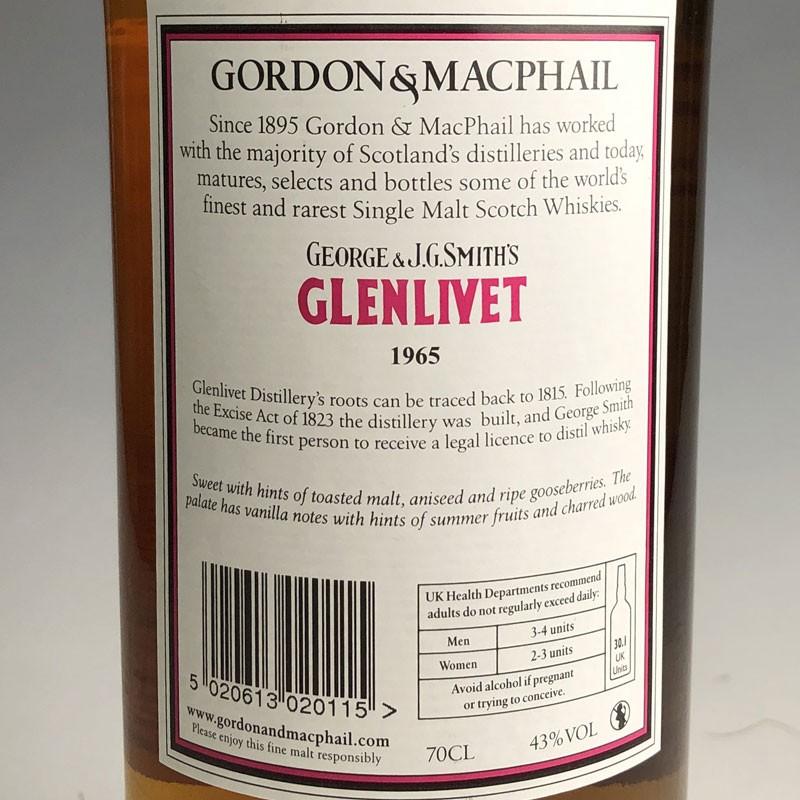 GORDON & MACPHAIL
Since 1895 Gordon & MacPhail has worked
with the majority of Scotland's distilleries and today,
matures, selects and bottles some of the world's
finest and rarest Single Malt Scotch Whiskies.
GEORGE & J.G.SMITH'S
GLENLIVET
1965
Glenlivet Distillery's roots can be traced back to 1815. Following
the Excise Act of 1823 the distillery was built, and George Smith
became the first person to receive a legal licence to distil whisky.
Sweet with hints of toasted malt, aniseed and ripe gooseberries. The
palate has vanilla notes with hints of summer fruits and charred wood.
5 020613 020115 >
www.gordonandmacphail.com
Please enjoy this fine malt responsibly
UK Health Departments recommend
adults do not regularly exceed daily:
Men 3-4 units
Women 2-3 units
Avoid alcohol if pregnant
or trying to conceive.
30.1
UK
Units
70CL 43% VOL